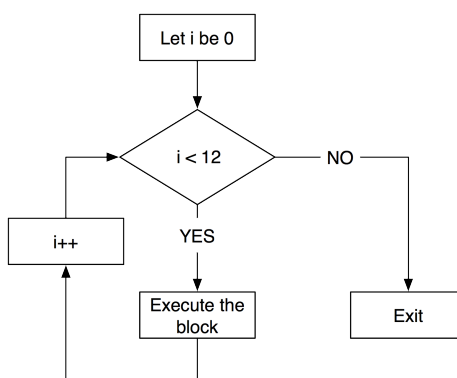 Let i be 0
i < 12
NO
i++
YES
Execute the
block
Exit